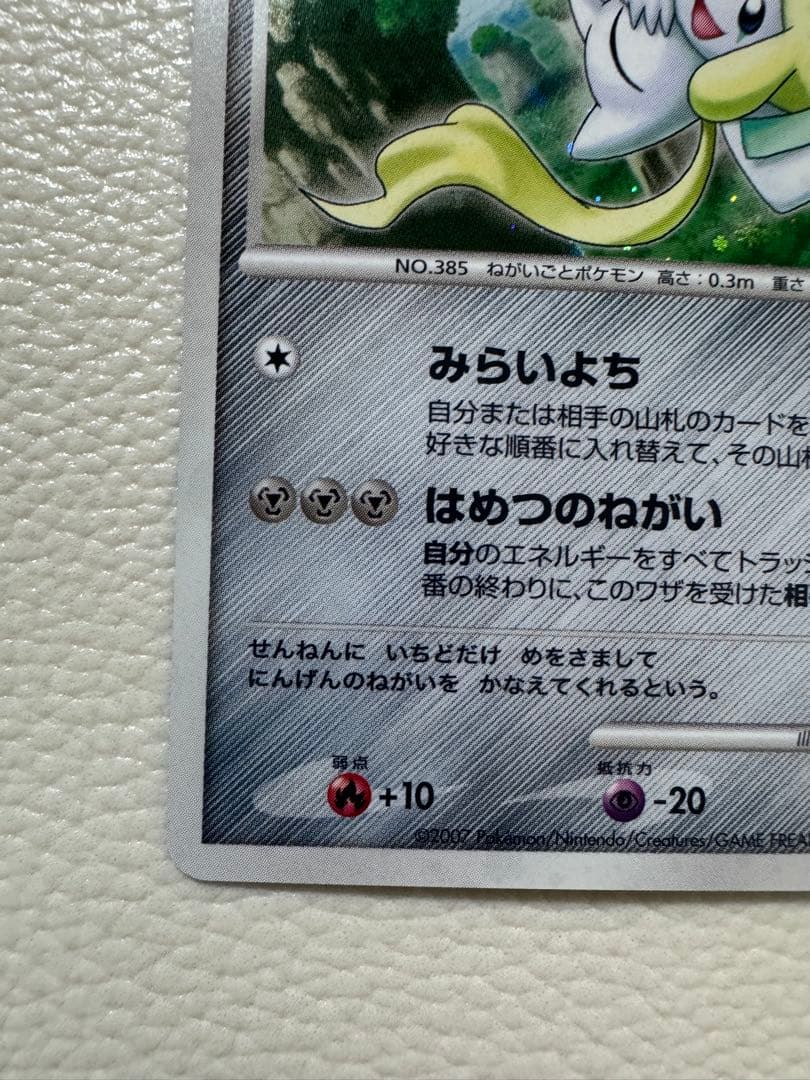 NO.385 ねがいごとポケモン 高さ:0.3m 重さ
みらいよち
自分または相手の山札のカードを
好きな順番に入れ替えて、その山札
はめつのねがい
自分のエネルギーをすべてトラッシ
番の終わりに、このワザを受けた相
せんねんに いちどだけ めをさまして
にんげんのねがいを かなえてくれるという。
弱点
+10
抵抗力
-20
©2007 Pokémon/Nintendo/Creatures/GAME FREA